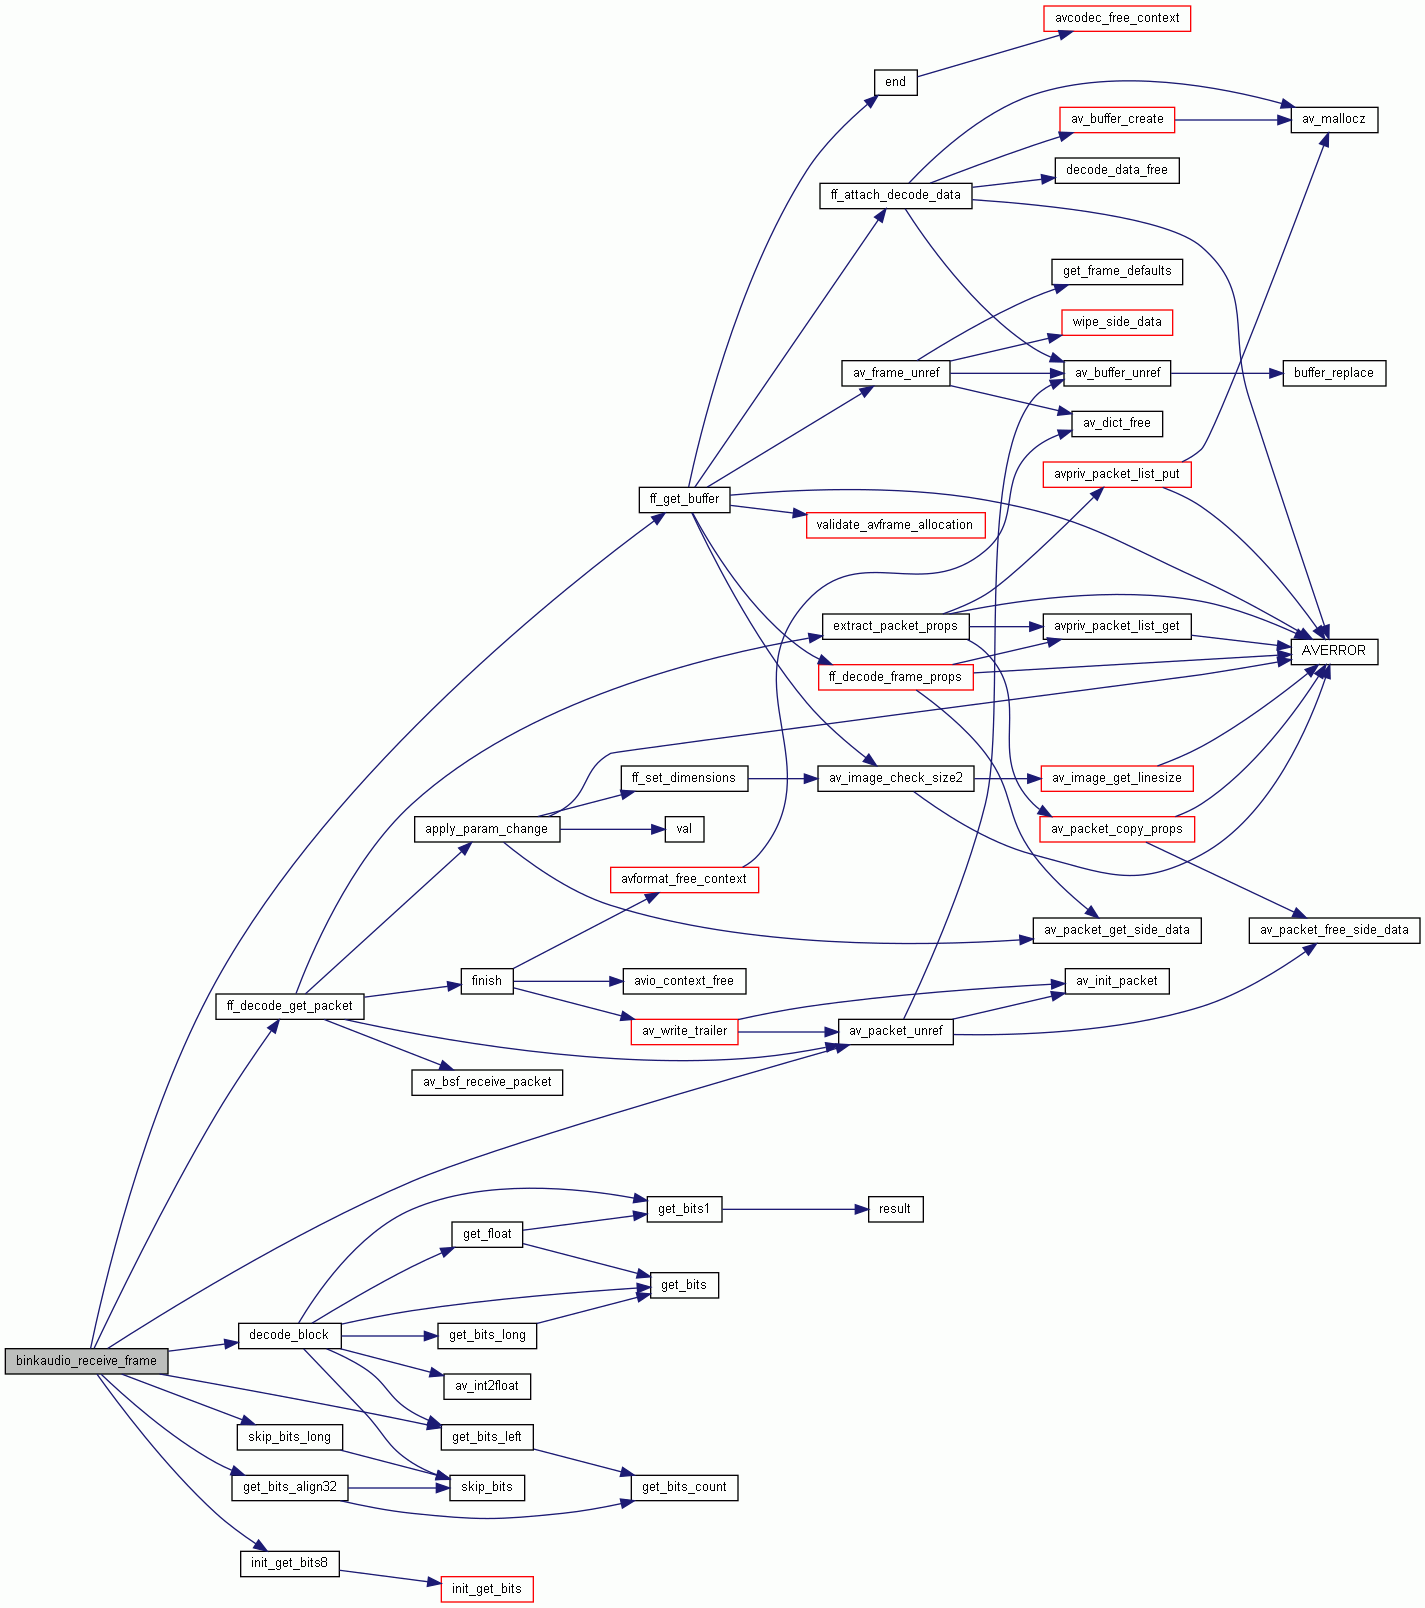 avcodec_free_context
end
av_mallocz
av_buffer_create
decode_data_free
ff_attach_decode_data
get_frame_defaults
wipe_side_data
av_frame_unref
av_buffer_unref
buffer_replace
av_dict_free
avpriv_packet_list_put
ff_get_buffer
validate_avframe_allocation
extract_packet_props
avpriv_packet_list_get
AVERROR
ff_decode_frame_props
ff_set_dimensions
av_image_check_size2
av_image_get_linesize
apply_param_change
val
av_packet_copy_props
avformat_free_context
av_packet_get_side_data
av_packet_free_side_data
finish
avio_context_free
av_init_packet
ff_decode_get_packet
av_write_trailer
av_packet_unref
av_bsf_receive_packet
get_bits1
result
get_float
get_bits
decode_block
get_bits_long
binkaudio_receive_frame
av_int2float
skip_bits_long
get_bits_left
get_bits_align32
skip_bits
get_bits_count
init_get_bits8
init_get_bits